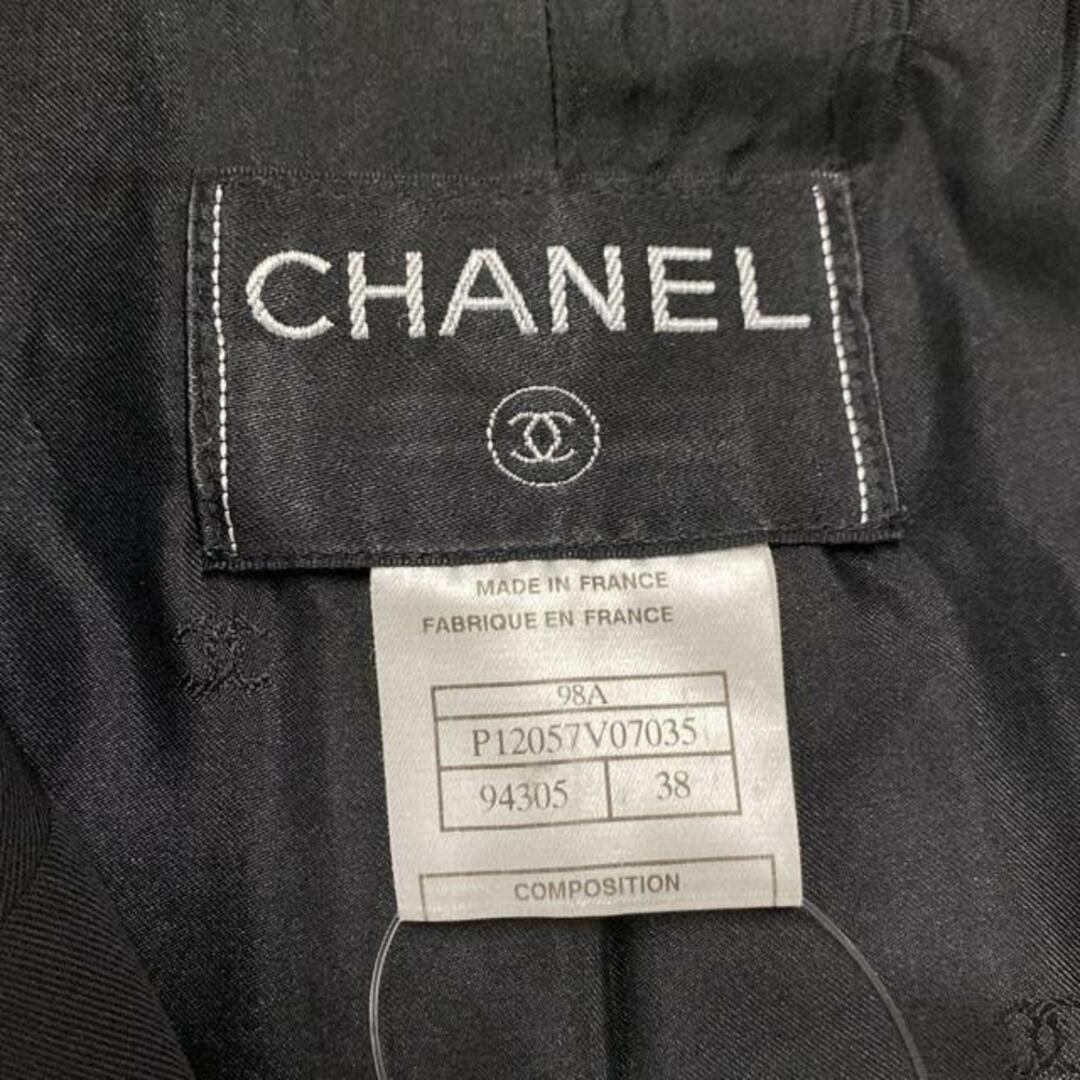 CHANEL
MADE IN FRANCE
FABRIQUE EN FRANCE
98A
P12057V07035
94305 38
COMPOSITION